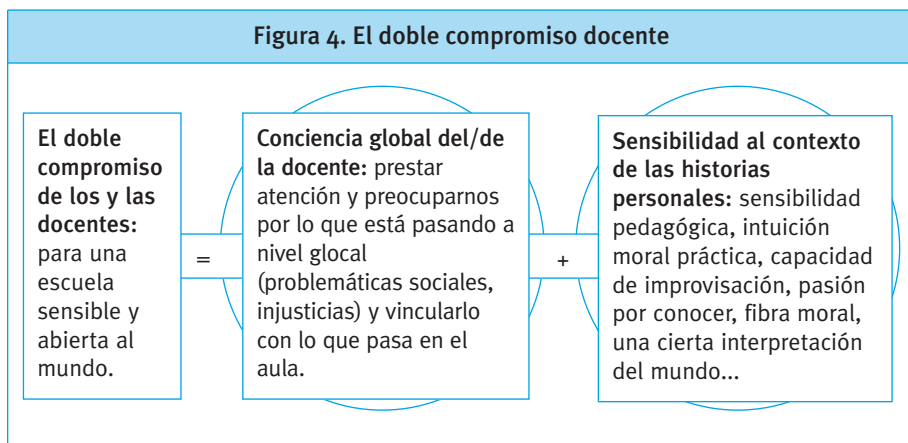 Figura 4. El doble compromiso docente
El doble
compromiso
de los y las
docentes:
para una
escuela
sensible y
abierta al
mundo.
=
Conciencia global del/de
la docente: prestar
atención y preocuparnos
por lo que está pasando a
nivel glocal
(problemáticas sociales,
injusticias) y vincularlo
con lo que pasa en el
aula.
+
Sensibilidad al contexto
de las historias
personales: sensibilidad
pedagógica, intuición
moral práctica, capacidad
de improvisación, pasión
por conocer, fibra moral,
una cierta interpretación
del mundo...